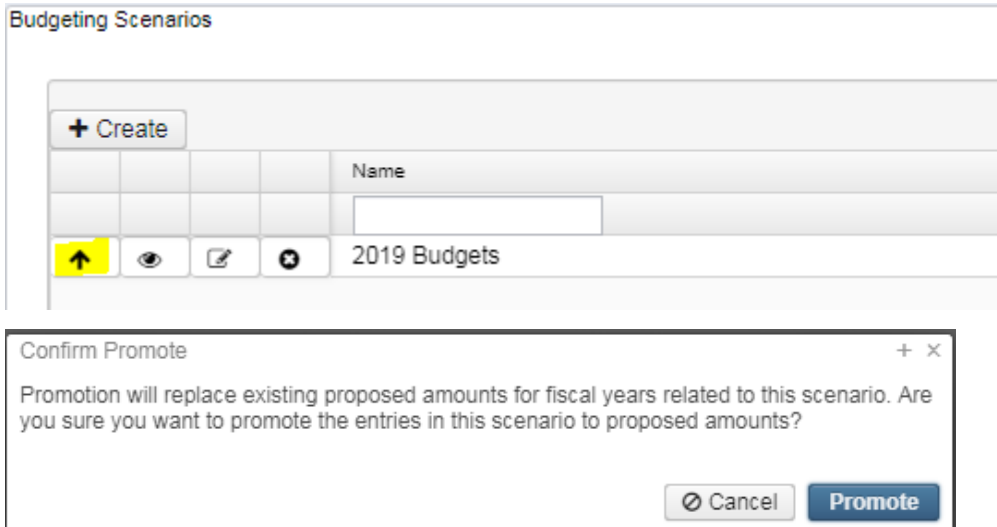 Budgeting Scenarios
+ Create
Name
2019 Budgets
Confirm Promote
Promotion will replace existing proposed amounts for fiscal years related to this scenario. Are
you sure you want to promote the entries in this scenario to proposed amounts?
Cancel Promote